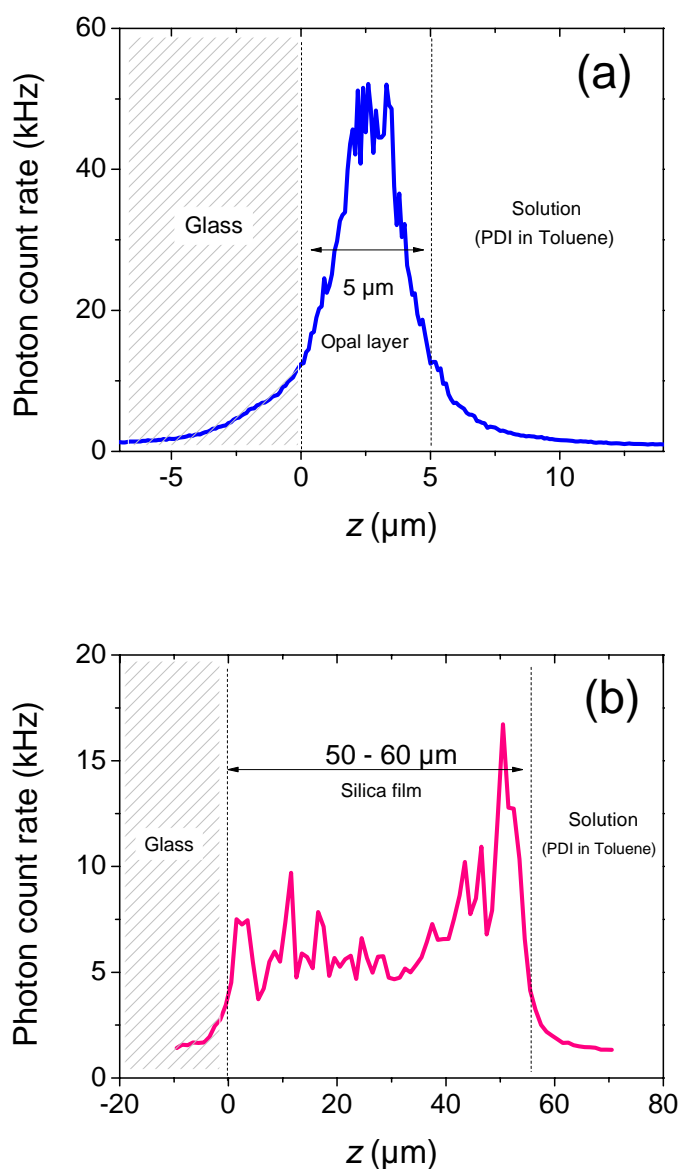 60
(a)
40
Photon count rate (kHz)
Glass
Solution
(PDI in Toluene)
20
5 µm
Opal layer
0
-5
0
5
10
z (µm)
20
(b)
15
50 - 60 µm
Silica film
Photon count rate (kHz)
Glass
Solution
(PDI in Toluene)
10
5
0
-20
0
20
40
60
80
z (µm)